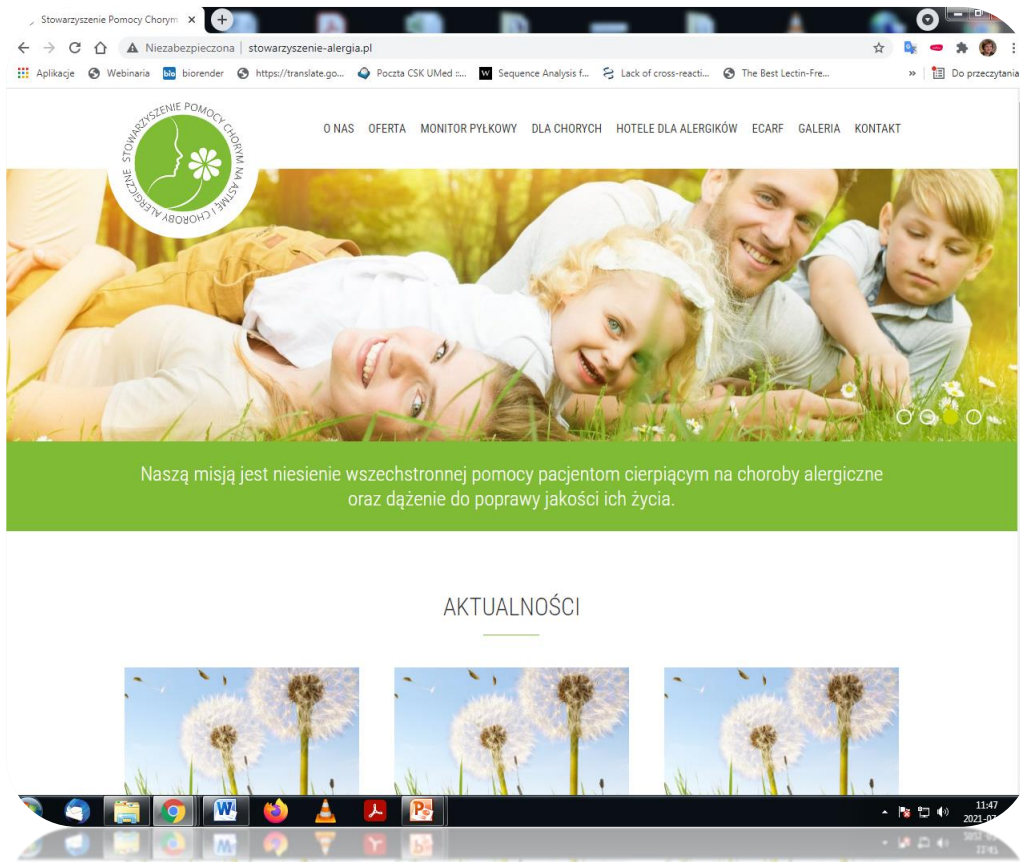 Stowarzyszenie Pomocy Chorym
Niezabezpieczona | stowarzyszenie-alergia.pl
Aplikacje Webinaria bio biorender https://translate.go... Poczta CSK UMed ::... W Sequence Analysis f... Lack of cross-reacti... The Best Lectin-Fre... » Do przeczytania
STOWARZYSZENIE POMOCY CHORYM NA ASTMĘ I CHOROBY ALERGICZNE
O NAS OFERTA MONITOR PYŁKOWY DLA CHORYCH HOTELE DLA ALERGIKÓW ECARF GALERIA KONTAKT
Naszą misją jest niesienie wszechstronnej pomocy pacjentom cierpiącym na choroby alergiczne
oraz dążenie do poprawy jakości ich życia.
AKTUALNOŚCI
11:47